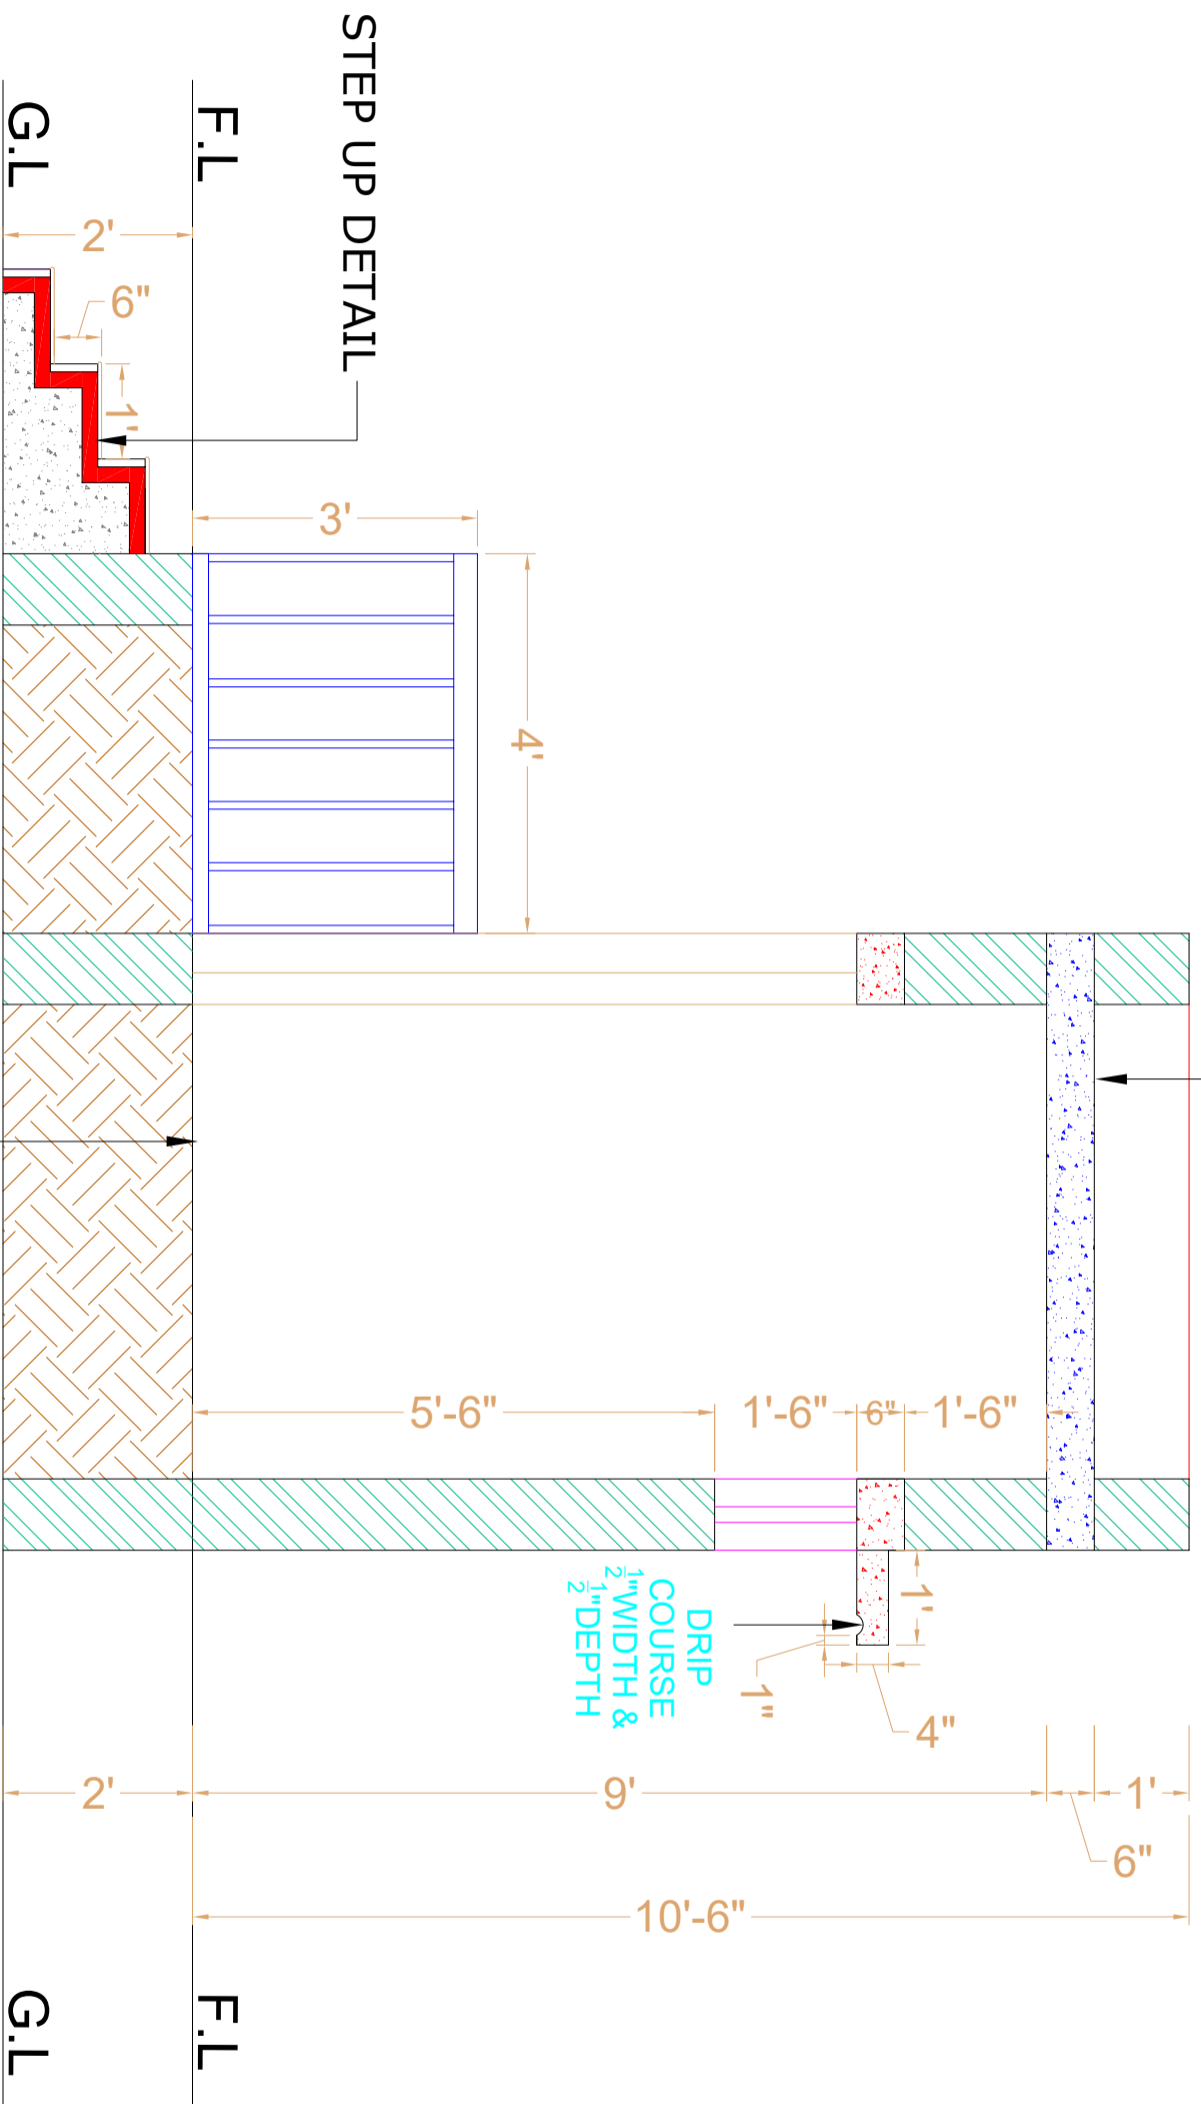 STEP UP DETAIL
F.L
G.L
2'
6"
1'
3'
4'
5'-6"
1'-6"
6"
1'-6"
1'
DRIP
COURSE
1/2"WIDTH &
1/2"DEPTH
1"
4"
2'
9'
6"
1'
10'-6"
F.L
G.L